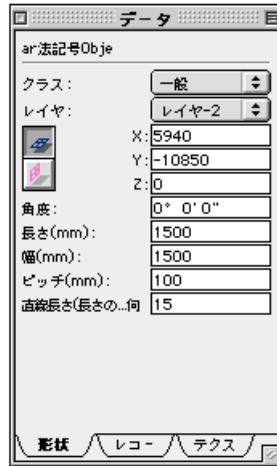 データ
ar法記号Obje
クラス: 一般
レイヤ: レイヤ-2
X: 5940
Y: -10850
Z: 0
角度: 0° 0'0"
長さ(mm): 1500
幅(mm): 1500
ピッチ(mm): 100
直線長さ(長さの…何 15
形状 レコー テクス